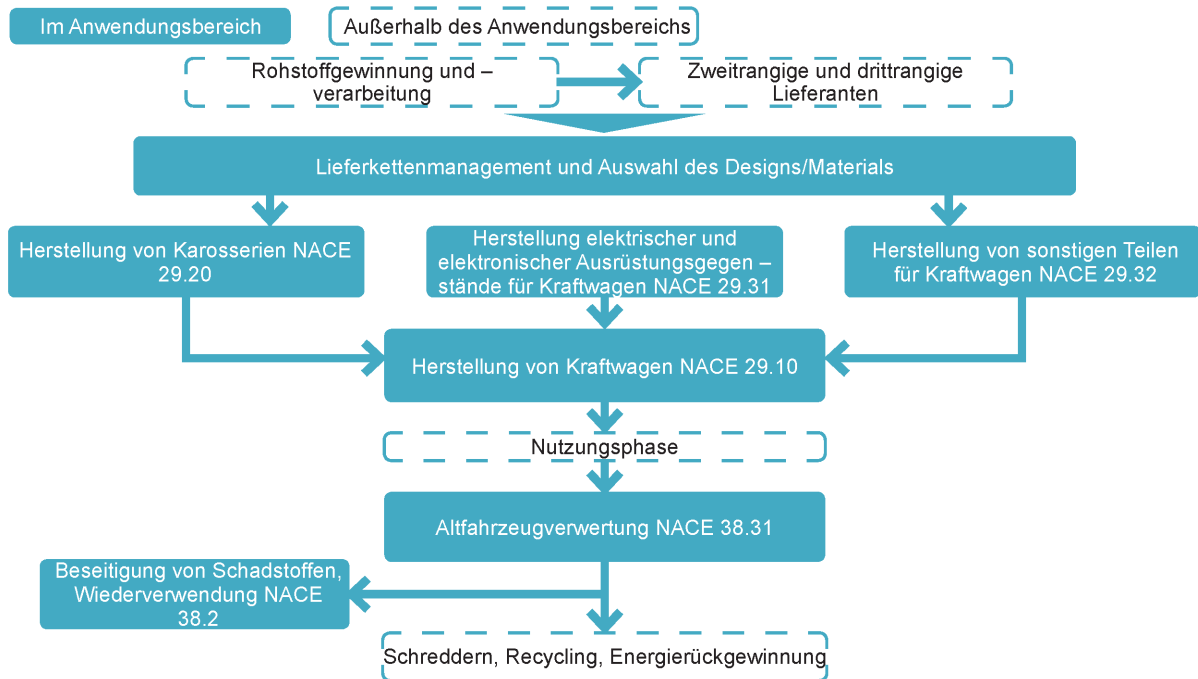 Im Anwendungsbereich
Außerhalb des Anwendungsbereichs
Rohstoffgewinnung und –
verarbeitung
Zweitrangige und drittrangige
Lieferanten
Lieferkettenmanagement und Auswahl des Designs/Materials
Herstellung von Karosserien NACE
29.20
Herstellung elektrischer und
elektronischer Ausrüstungsgegen –
stände für Kraftwagen NACE 29.31
Herstellung von sonstigen Teilen
für Kraftwagen NACE 29.32
Herstellung von Kraftwagen NACE 29.10
Nutzungsphase
Altfahrzeugverwertung NACE 38.31
Beseitigung von Schadstoffen,
Wiederverwendung NACE
38.2
Schreddern, Recycling, Energierückgewinnung